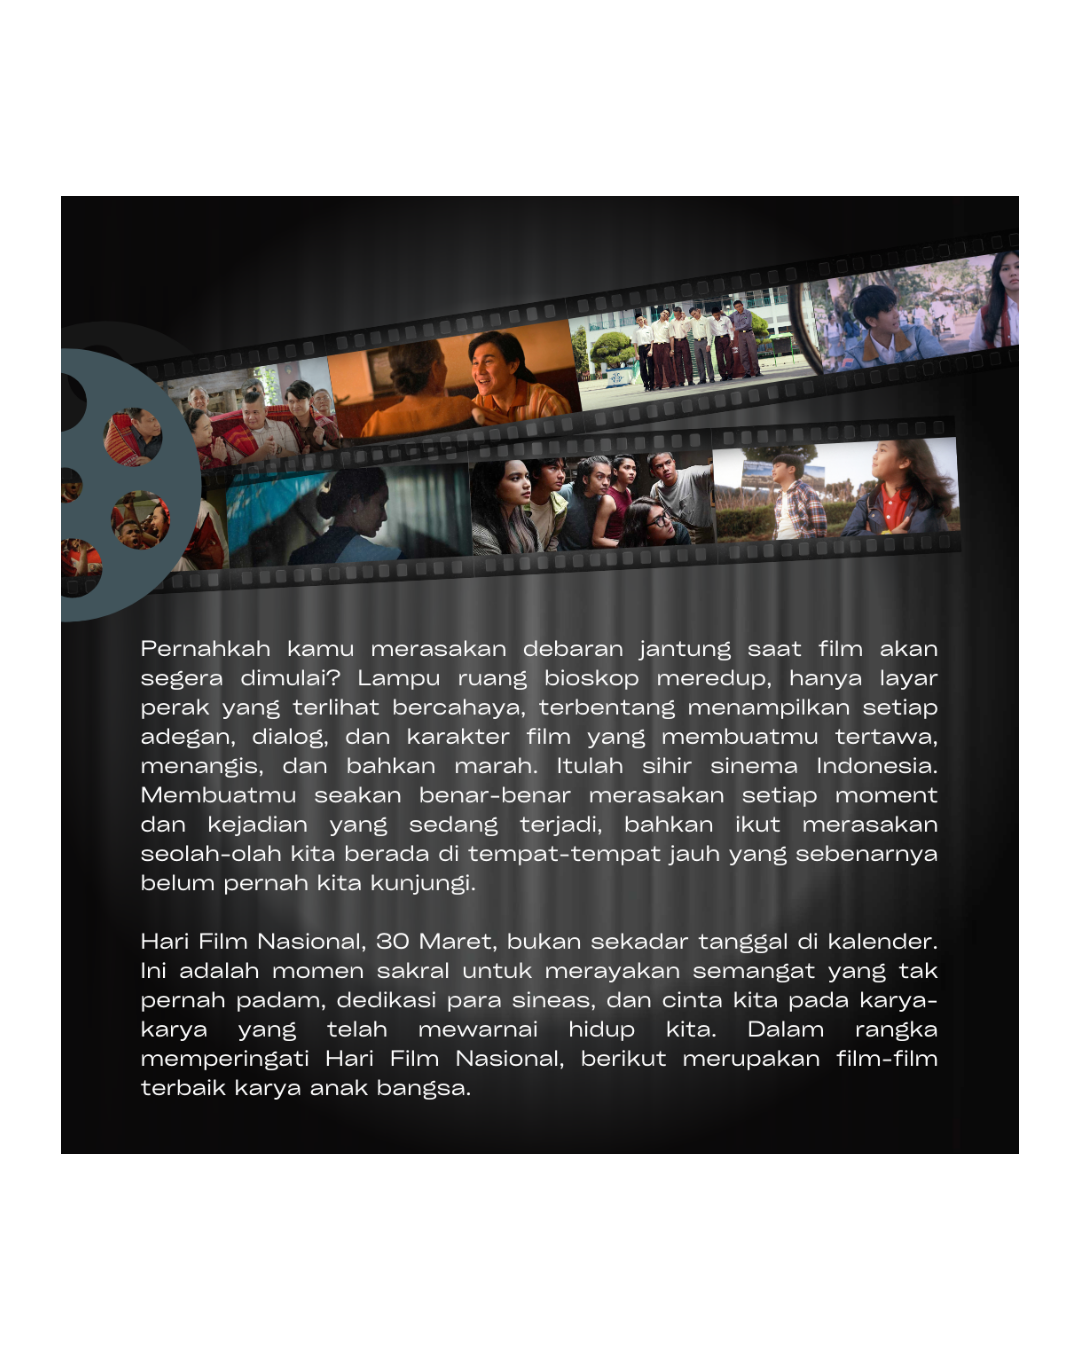 Pernahkah kamu merasakan debaran jantung saat film akan
segera dimulai? Lampu ruang bioskop meredup, hanya layar
perak yang terlihat bercahaya, terbentang menampilkan setiap
adegan, dialog, dan karakter film yang membuatmu tertawa,
menangis, dan bahkan marah. Itulah sihir sinema Indonesia.
Membuatmu seakan benar-benar merasakan setiap moment
dan kejadian yang sedang terjadi, bahkan ikut merasakan
seolah-olah kita berada di tempat-tempat jauh yang sebenarnya
belum pernah kita kunjungi.
Hari Film Nasional, 30 Maret, bukan sekadar tanggal di kalender.
Ini adalah momen sakral untuk merayakan semangat yang tak
pernah padam, dedikasi para sineas, dan cinta kita pada karya-
karya yang telah mewarnai hidup kita. Dalam rangka
memperingati Hari Film Nasional, berikut merupakan film-film
terbaik karya anak bangsa.